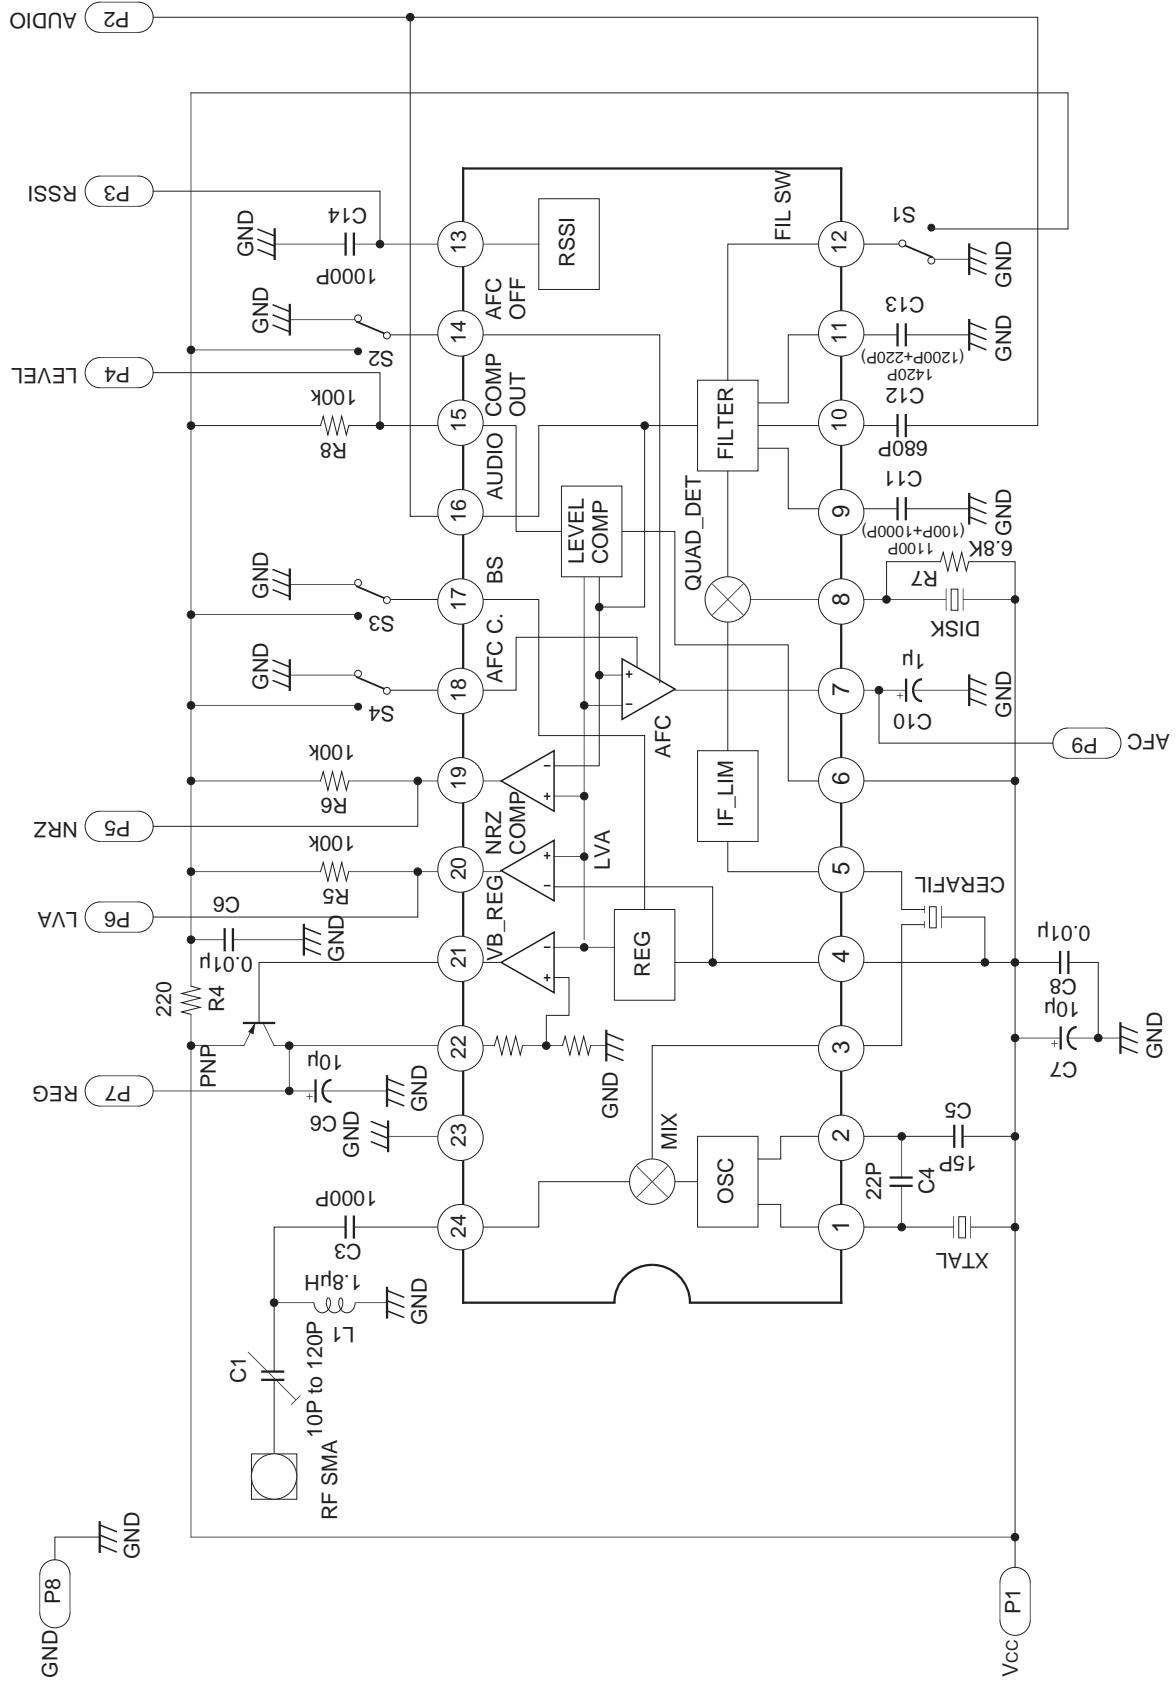 AUDIO
P2
RSSI
P3
LEVEL
P4
NRZ
P5
LVA
P6
REG
P7
GND
P8
GND
GND
C14
1000P
13
RSSI
GND
S2
14
AFC
OFF
100k
R8
15
COMP
OUT
16
AUDIO
GND
S3
17
BS
GND
S4
18
AFC C.
100k
R6
19
NRZ
COMP
100k
R5
20
LVA
C6
0.01μ
GND
21
VB_REG
220
R4
PNP
22
10μ
C6
GND
GND
23
GND
1000P
C3
24
1.8μH
L1
GND
C1
10P to 120P
RF SMA
FIL SW
12
S1
GND
11
C13
(1200P+220P)
1420P
GND
FILTER
10
C12
680P
9
C11
(100P+1000P)
1100P
GND
LEVEL
COMP
QUAD_DET
8
6.8K
R7
DISK
AFC
+
−
7
1μ
+
C10
GND
P9
AFC
IF_LIM
6
5
CERAFIL
REG
4
0.01μ
C8
10μ
+
C7
GND
3
MIX
OSC
2
C5
15P
22P
C4
1
XTAL
P1
Vcc